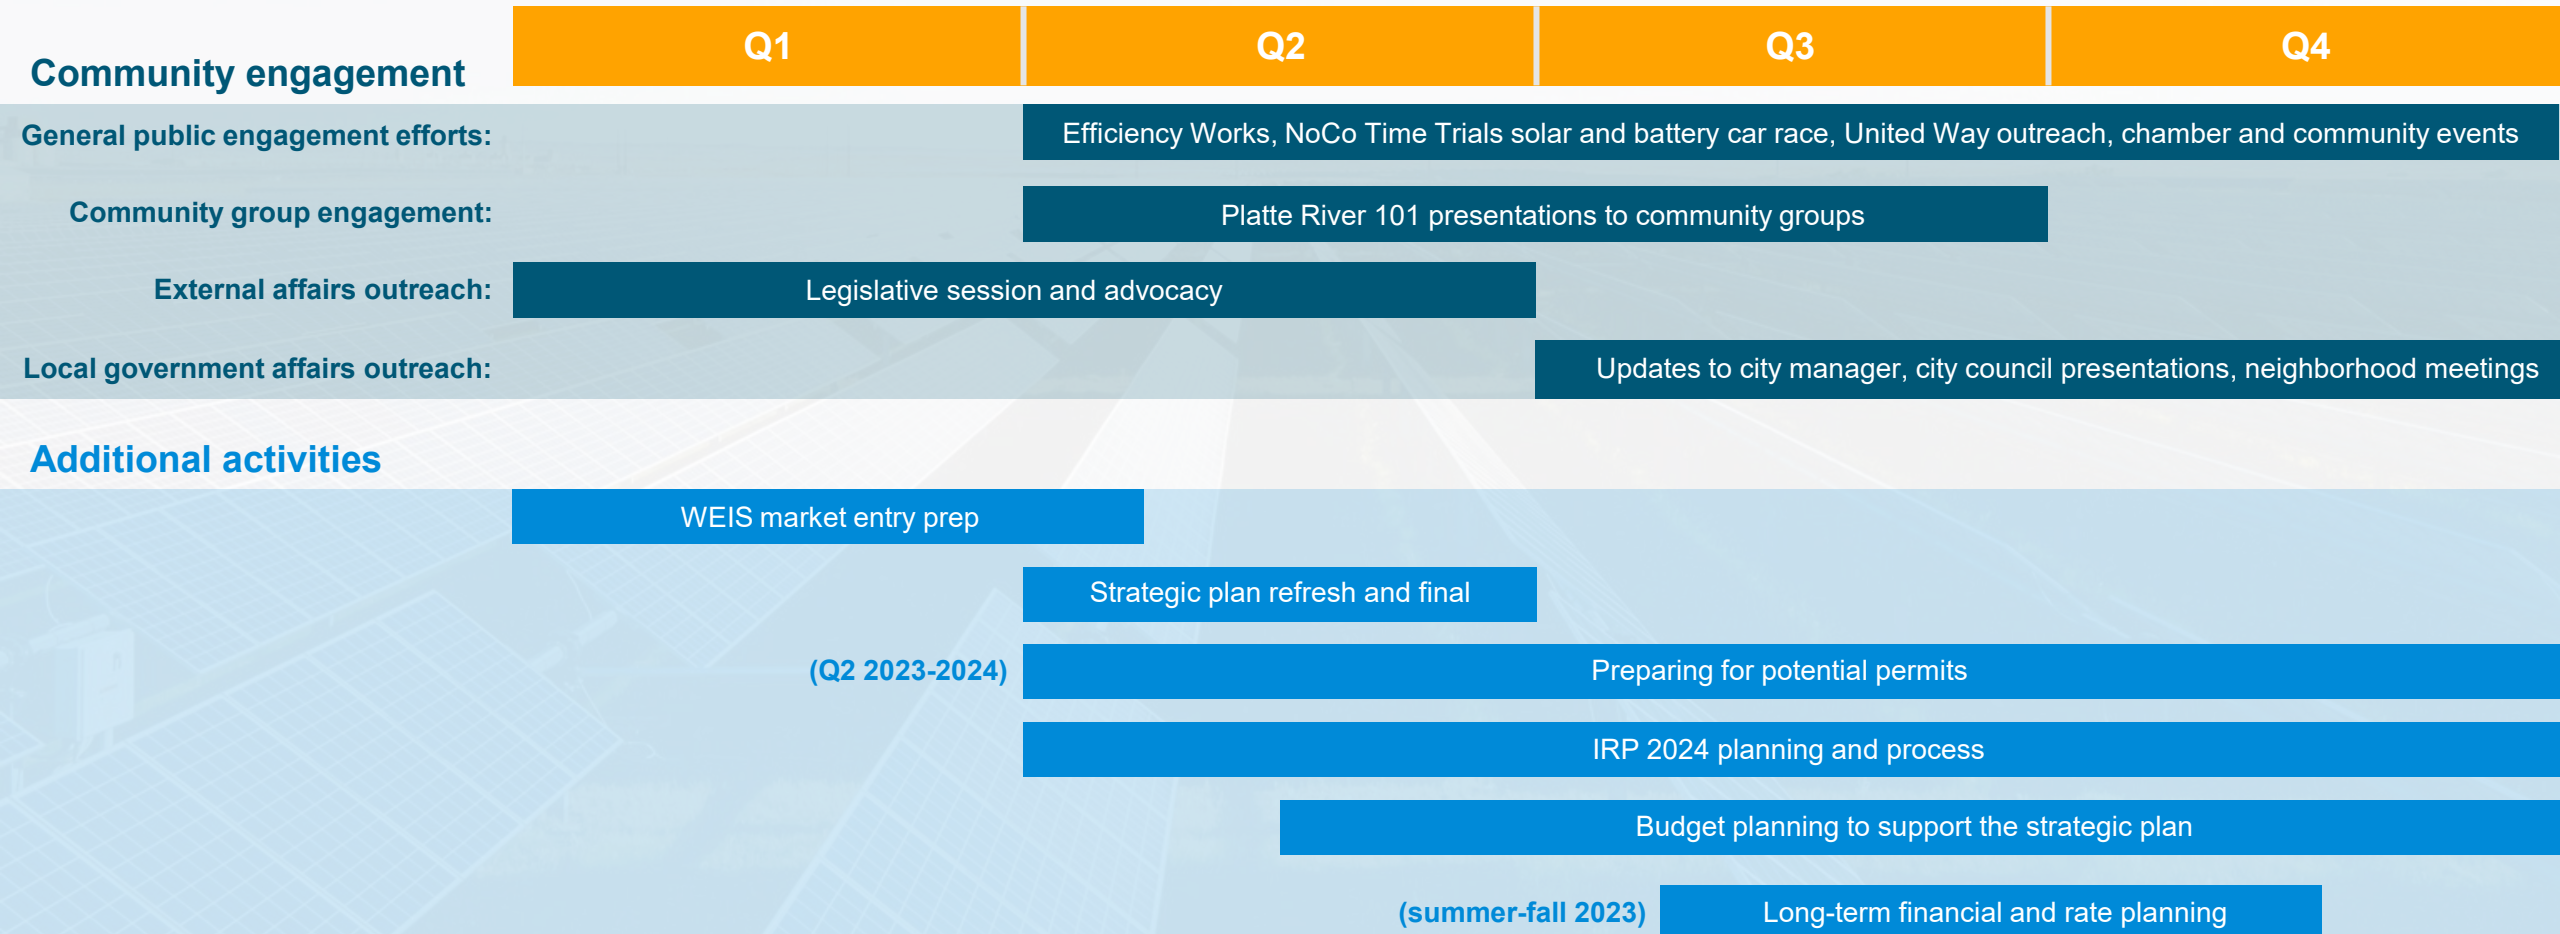 Q1
Q2
Q3
Q4
Community engagement
General public engagement efforts:
Efficiency Works, NoCo Time Trials solar and battery car race, United Way outreach, chamber and community events
Community group engagement:
Platte River 101 presentations to community groups
External affairs outreach:
Legislative session and advocacy
Local government affairs outreach:
Updates to city manager, city council presentations, neighborhood meetings
Additional activities
WEIS market entry prep
Strategic plan refresh and final
(Q2 2023-2024)
Preparing for potential permits
IRP 2024 planning and process
Budget planning to support the strategic plan
(summer-fall 2023)
Long-term financial and rate planning